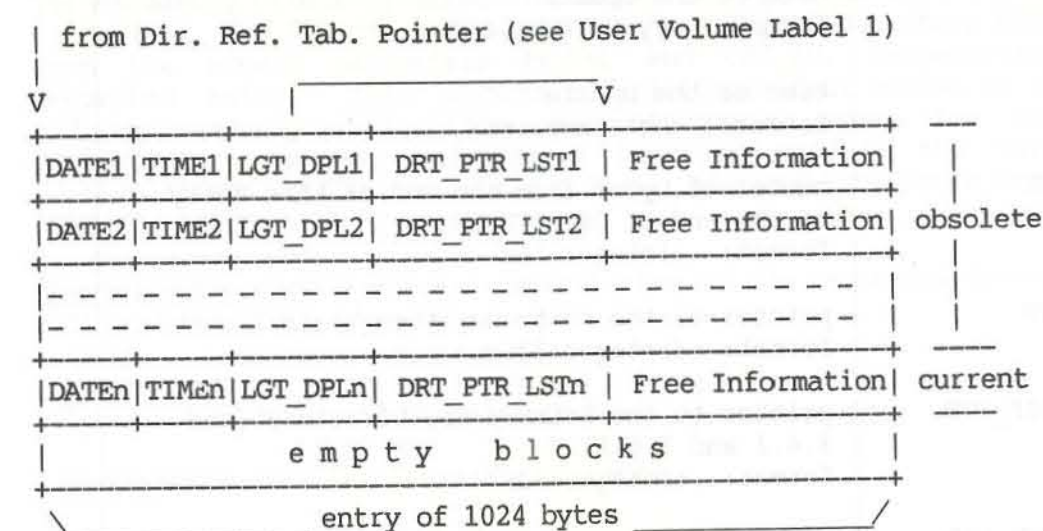 | from Dir. Ref. Tab. Pointer (see User Volume Label 1)
V V
|DATE1|TIME1|LGT_DPL1| DRT_PTR_LST1 | Free Information|
|DATE2|TIME2|LGT_DPL2| DRT_PTR_LST2 | Free Information| obsolete
|DATEn|TIMEn|LGT_DPLn| DRT_PTR_LSTn | Free Information| current
| e m p t y b l o c k s |
\ entry of 1024 bytes /